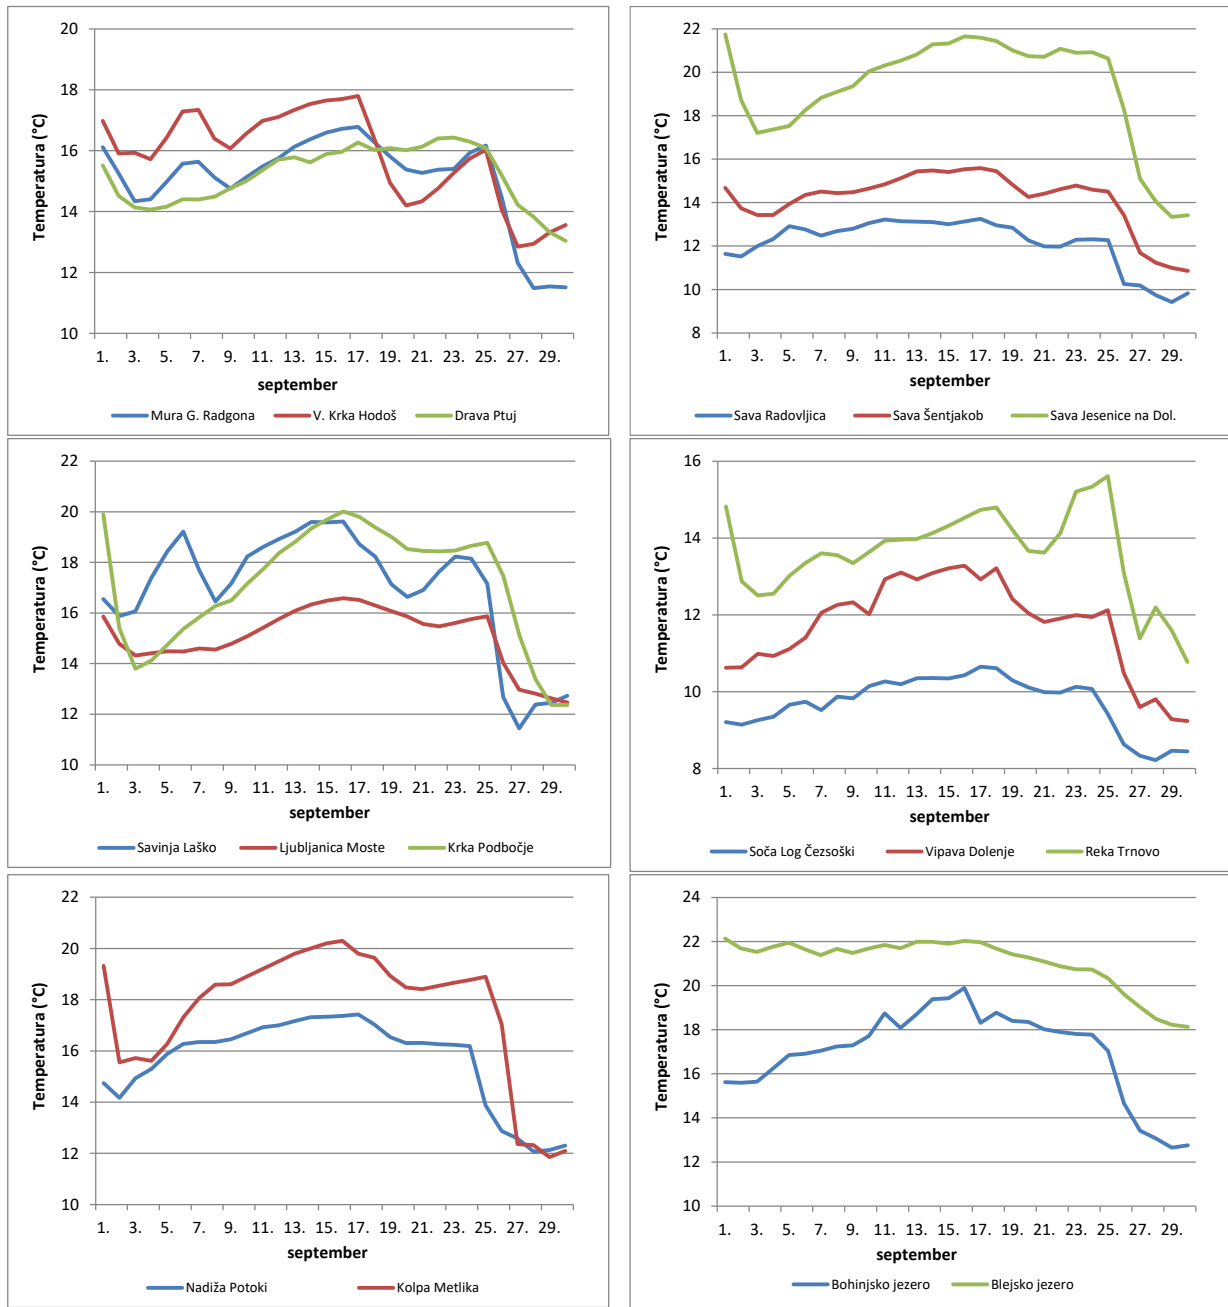 20
18
16
14
12
10
Temperatura (°C)
1. 3. 5. 7. 9. 11. 13. 15. 17. 19. 21. 23. 25. 27. 29.
september
Mura G. Radgona V. Krka Hodoš Drava Ptuj
22
20
18
16
14
12
10
8
Temperatura (°C)
1. 3. 5. 7. 9. 11. 13. 15. 17. 19. 21. 23. 25. 27. 29.
september
Sava Radovljica Sava Šentjakob Sava Jesenice na Dol.
22
20
18
16
14
12
10
Temperatura (°C)
1. 3. 5. 7. 9. 11. 13. 15. 17. 19. 21. 23. 25. 27. 29.
september
Savinja Laško Ljubljanica Moste Krka Podbočje
16
14
12
10
8
Temperatura (°C)
1. 3. 5. 7. 9. 11. 13. 15. 17. 19. 21. 23. 25. 27. 29.
september
Soča Log Čezsoški Vipava Dolenje Reka Trnovo
22
20
18
16
14
12
10
Temperatura (°C)
1. 3. 5. 7. 9. 11. 13. 15. 17. 19. 21. 23. 25. 27. 29.
september
Nadiža Potoki Kolpa Metlika
24
22
20
18
16
14
12
10
Temperatura (°C)
1. 3. 5. 7. 9. 11. 13. 15. 17. 19. 21. 23. 25. 27. 29.
september
Bohinjsko jezero Blejsko jezero